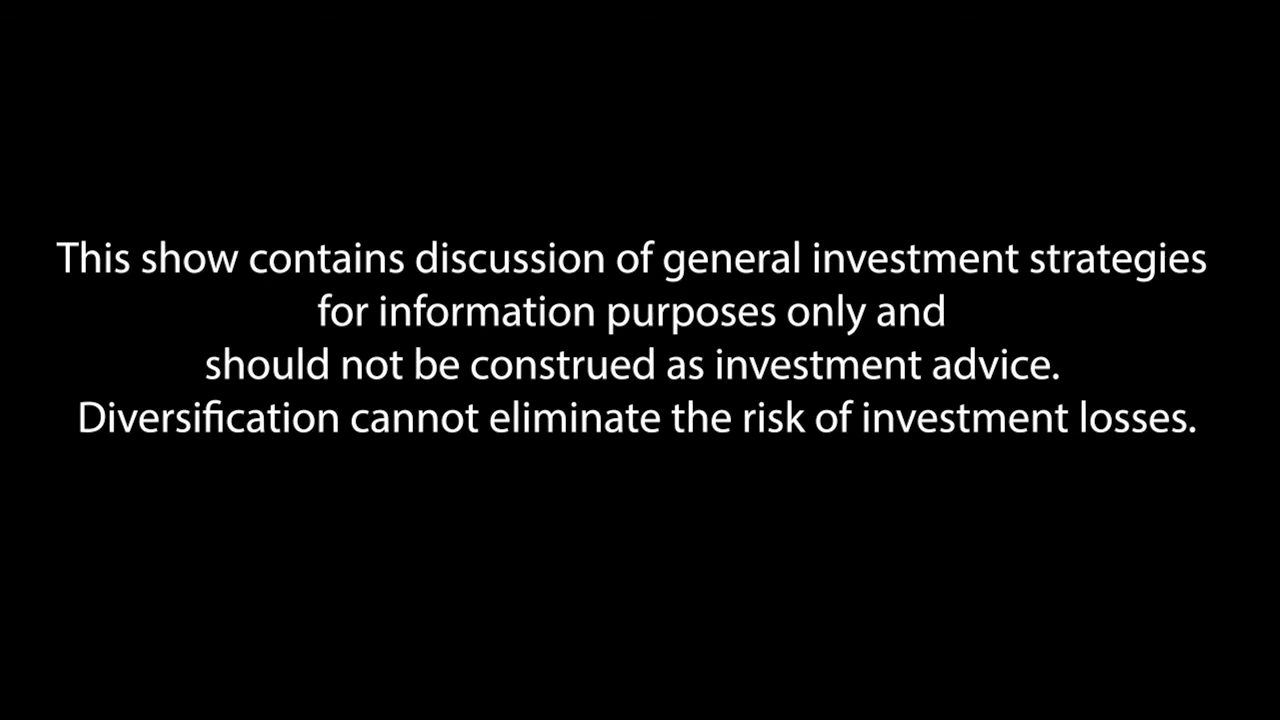 This show contains discussion of general investment strategies
for information purposes only and
should not be construed as investment advice.
Diversification cannot eliminate the risk of investment losses.